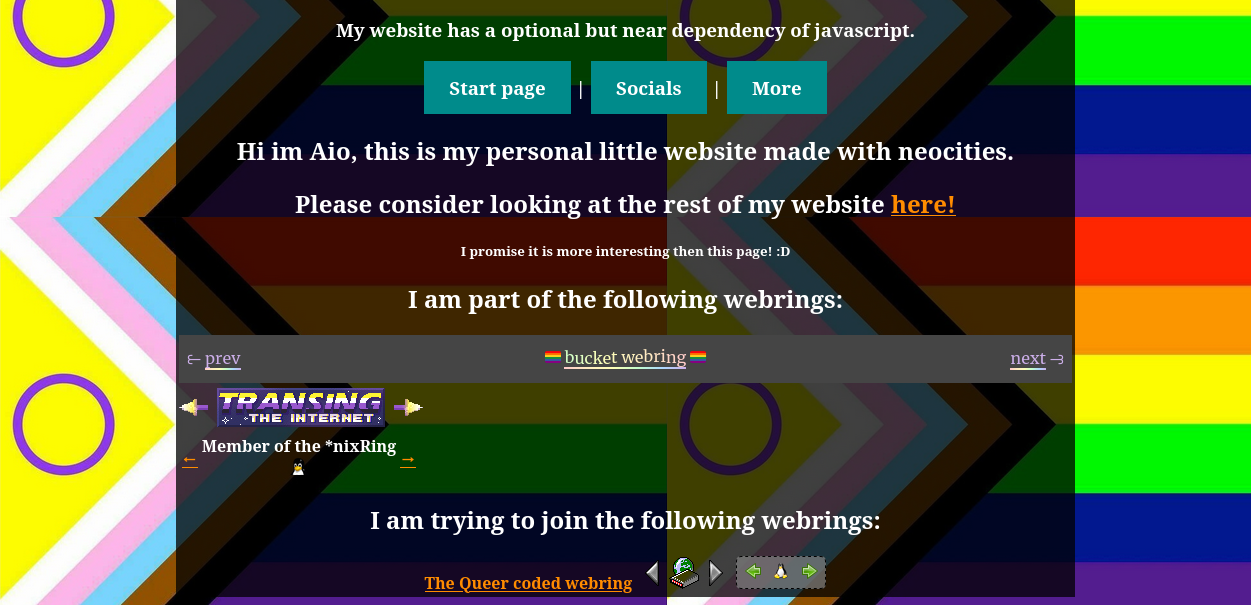 My website has a optional but near dependency of javascript.
Start page | Socials | More
Hi im Aio, this is my personal little website made with neocities.
Please consider looking at the rest of my website here!
I promise it is more interesting then this page! :D
I am part of the following webrings:
prev bucket webring next
TRANSING
THE INTERNET
Member of the *nixRing
← →
I am trying to join the following webrings:
The Queer coded webring